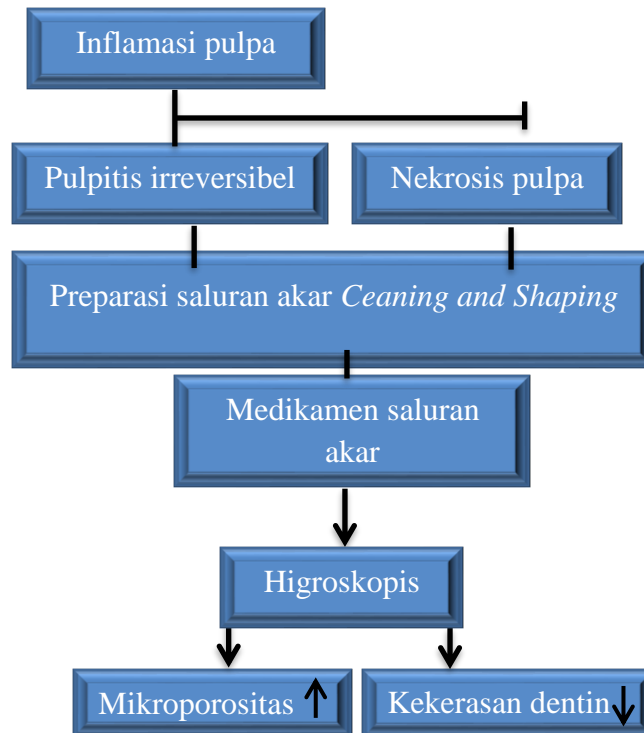 Inflamasi pulpa
Pulpitis irreversibel
Nekrosis pulpa
Preparasi saluran akar Ceaning and Shaping
Medikamen saluran
akar
Higroskopis
Mikroporositas
Kekerasan dentin